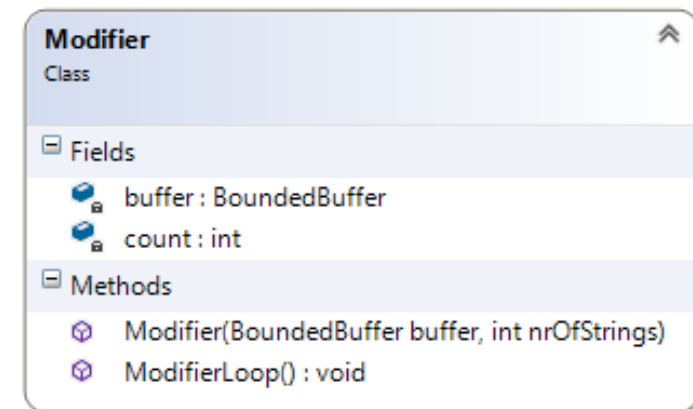 Modifier
Class
Fields
buffer : BoundedBuffer
count : int
Methods
Modifier(BoundedBuffer buffer, int nrOfStrings)
ModifierLoop() : void